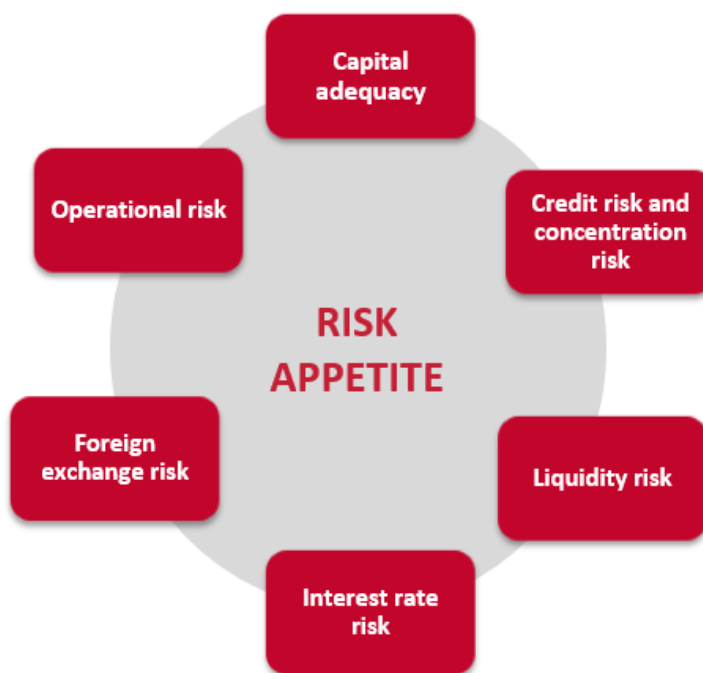 Capital
adequacy
Operational risk
Credit risk and
concentration
risk
RISK
APPETITE
Foreign
exchange risk
Liquidity risk
Interest rate
risk